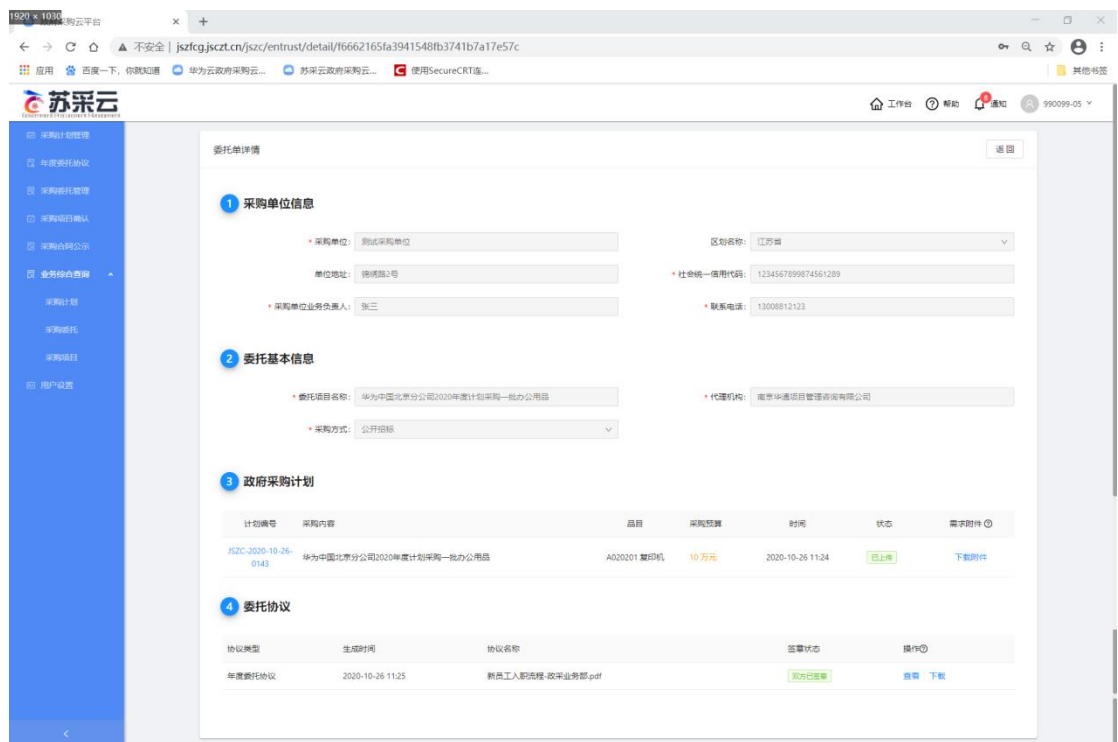 1920 × 1030
购云平台
不安全 | jszfcg.jsczt.cn/jszc/entrust/detail/f6662165fa3941548fb3741b7a17e57c
应用 百度一下，你就知道 华为云政府采购云... 苏采云政府采购云... 使用SecureCRT连... 其他书签
苏采云
工作台 帮助 通知 990099-05
采购计划管理
年度委托协议
采购委托管理
采购项目确认
采购合同公示
业务综合查询
采购计划
采购委托
采购项目
用户设置
委托单详情 返回
1 采购单位信息
* 采购单位: 测试采购单位 区划名称: 江苏省
单位地址: 锦绣路2号 * 社会统一信用代码: 1234567899874561289
* 采购单位业务负责人: 张三 * 联系电话: 13008812123
2 委托基本信息
* 委托项目名称: 华为中国北京分公司2020年度计划采购一批办公用品 * 代理机构: 南京华通项目管理咨询有限公司
* 采购方式: 公开招标
3 政府采购计划
计划编号 采购内容 品目 采购预算 时间 状态 需求附件
JSZC-2020-10-26-0143 华为中国北京分公司2020年度计划采购一批办公用品 A020201 复印机 10 万元 2020-10-26 11:24 已上传 下载附件
4 委托协议
协议类型 生成时间 协议名称 签章状态 操作
年度委托协议 2020-10-26 11:25 新员工入职流程-政采业务部.pdf 双方已签章 查看 下载